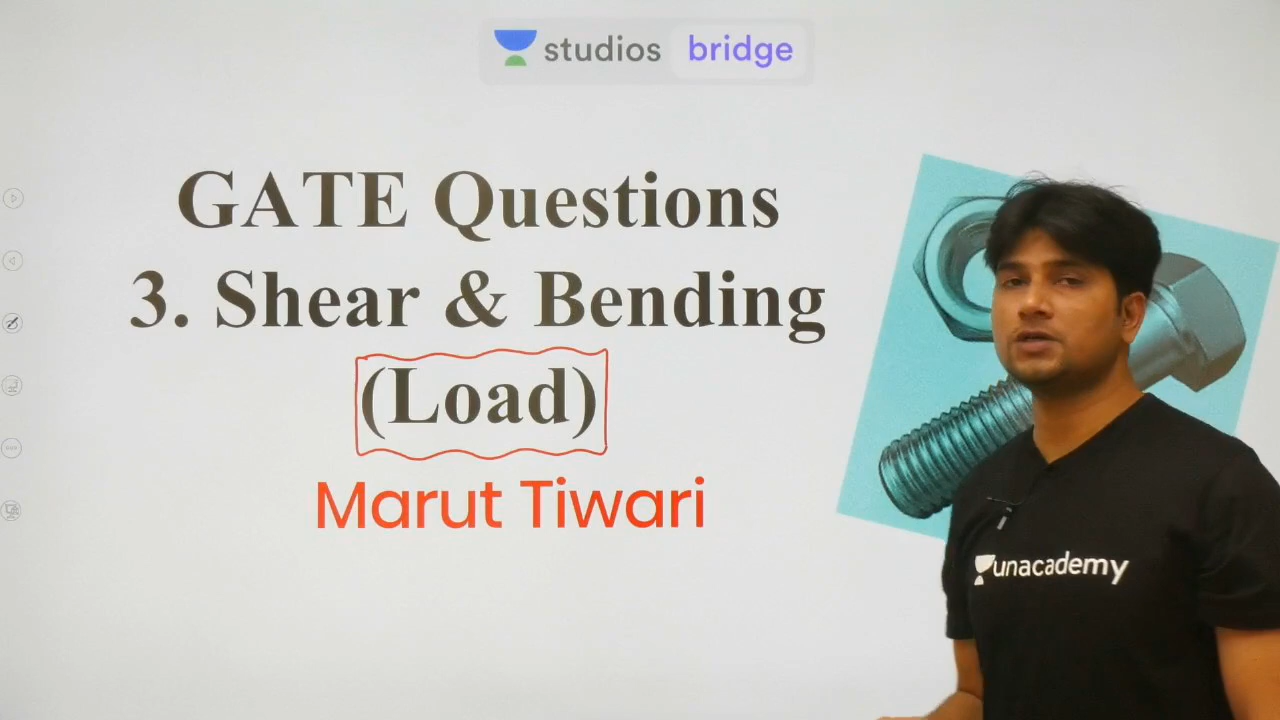 studios bridge
GATE Questions
3. Shear & Bending
(Load)
Marut Tiwari
unacademy